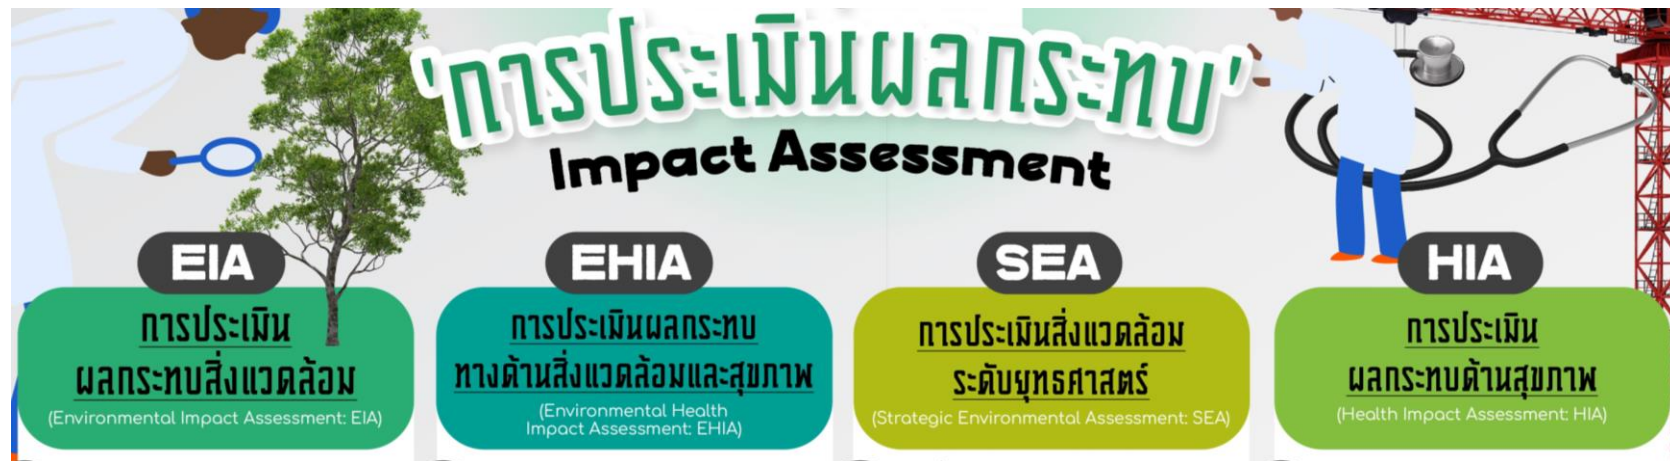 'การประเมินผลกระทบ'
Impact Assessment
EIA
การประเมิน
ผลกระทบสิ่งแวดล้อม
(Environmental Impact Assessment: EIA)
EHIA
การประเมินผลกระทบ
ทางด้านสิ่งแวดล้อมและสุขภาพ
(Environmental Health
Impact Assessment: EHIA)
SEA
การประเมินสิ่งแวดล้อม
ระดับยุทธศาสตร์
(Strategic Environmental Assessment: SEA)
HIA
การประเมิน
ผลกระทบด้านสุขภาพ
(Health Impact Assessment: HIA)